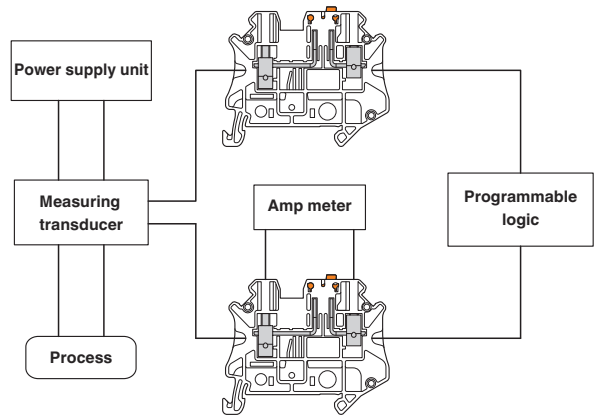 Power supply unit
Measuring
transducer
Amp meter
Programmable
logic
Process